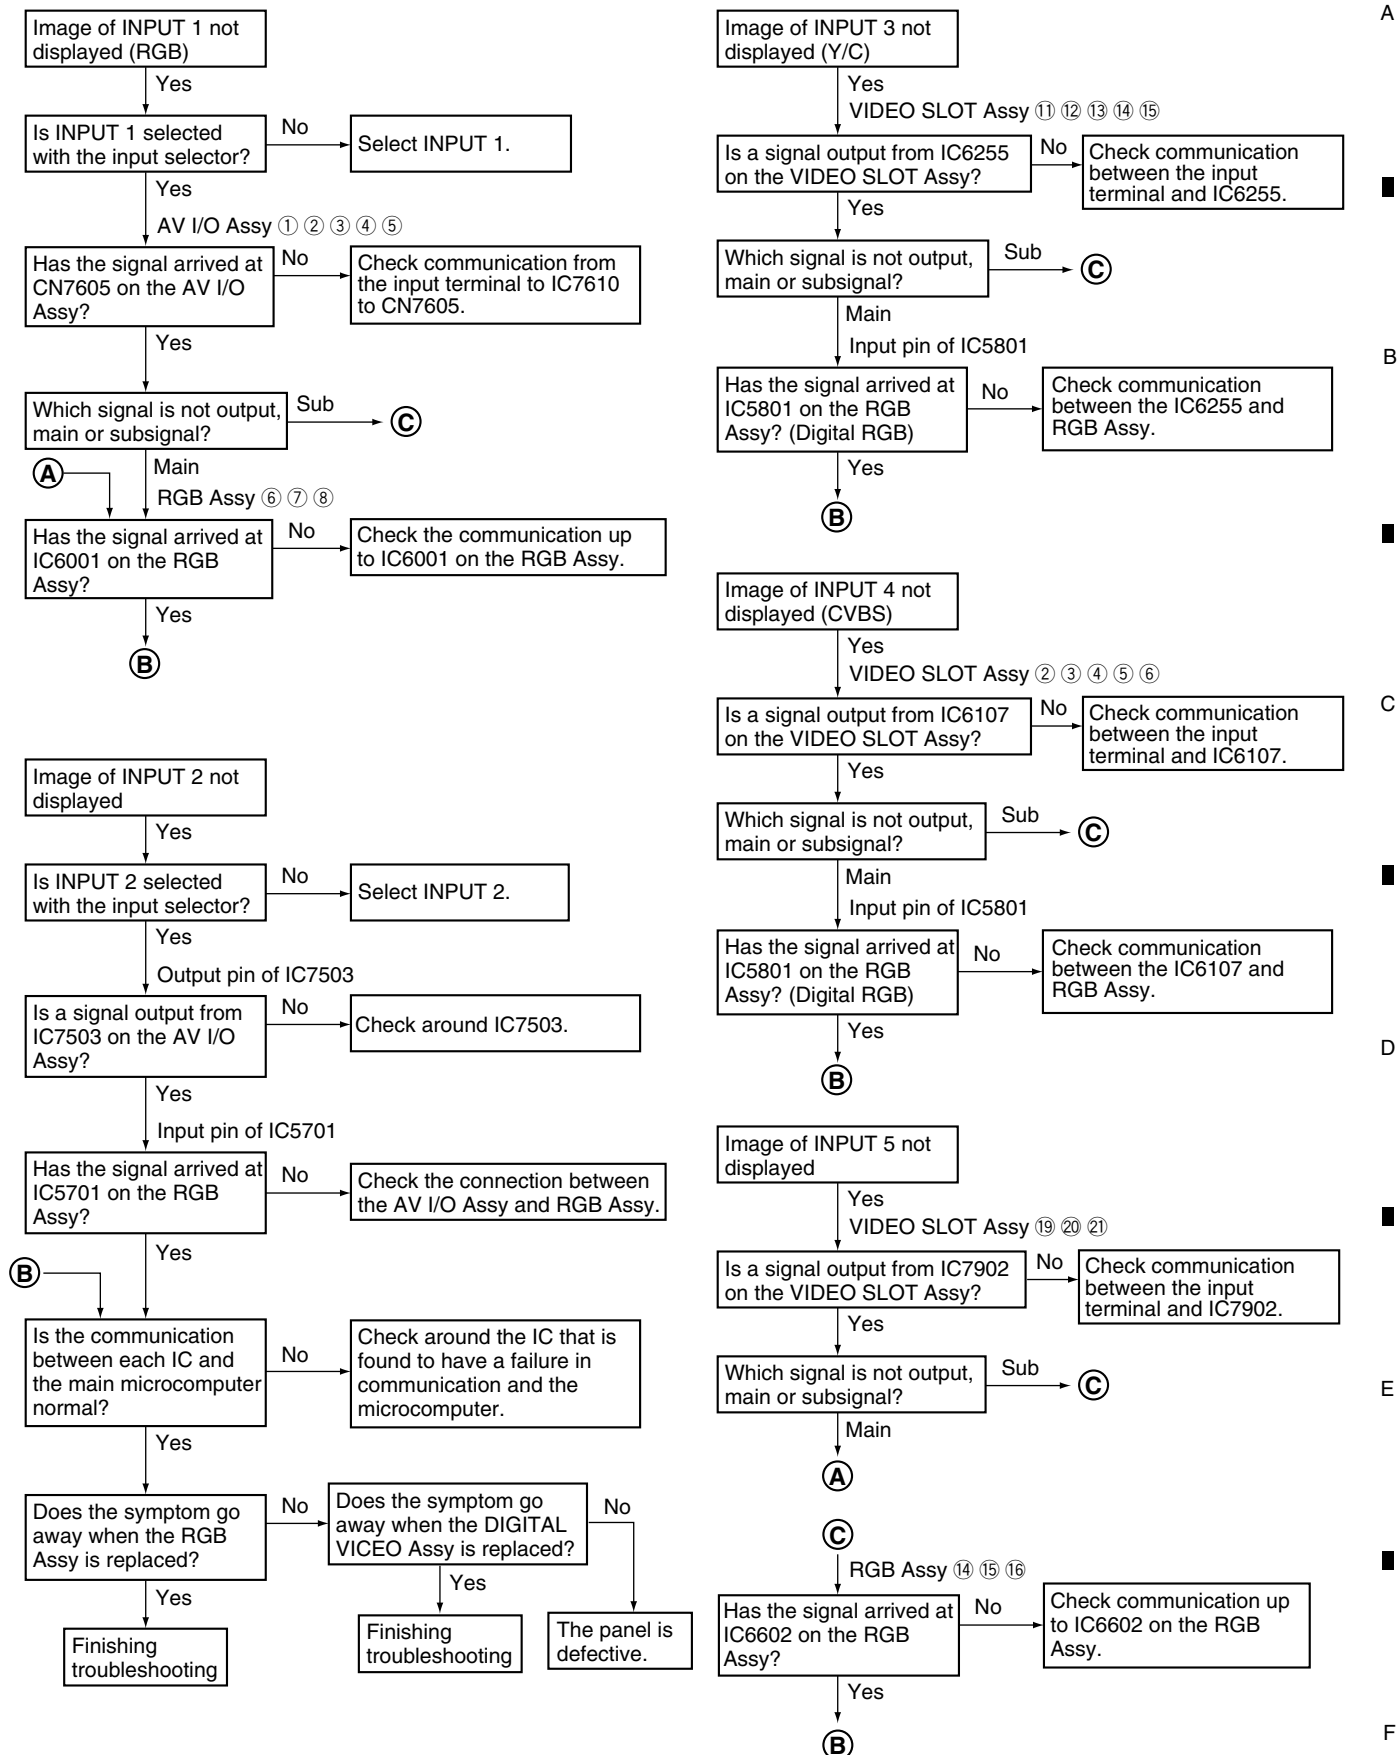 Image of INPUT 1 not
displayed (RGB)
Yes
Is INPUT 1 selected
with the input selector?
No
Select INPUT 1.
Yes
AV I/O Assy ① ② ③ ④ ⑤
Has the signal arrived at
CN7605 on the AV I/O
Assy?
No
Check communication from
the input terminal to IC7610
to CN7605.
Yes
Which signal is not output,
main or subsignal?
Sub
C
A
Main
RGB Assy ⑥ ⑦ ⑧
Has the signal arrived at
IC6001 on the RGB
Assy?
No
Check the communication up
to IC6001 on the RGB Assy.
Yes
B
Image of INPUT 2 not
displayed
Yes
Is INPUT 2 selected
with the input selector?
No
Select INPUT 2.
Yes
Output pin of IC7503
Is a signal output from
IC7503 on the AV I/O
Assy?
No
Check around IC7503.
Yes
Input pin of IC5701
Has the signal arrived at
IC5701 on the RGB
Assy?
No
Check the connection between
the AV I/O Assy and RGB Assy.
Yes
B
Is the communication
between each IC and
the main microcomputer
normal?
No
Check around the IC that is
found to have a failure in
communication and the
microcomputer.
Yes
Does the symptom go
away when the RGB
Assy is replaced?
No
Does the symptom go
away when the DIGITAL
VICEO Assy is replaced?
No
Yes
Finishing
troubleshooting
Yes
Finishing
troubleshooting
The panel is
defective.
Image of INPUT 3 not
displayed (Y/C)
Yes
VIDEO SLOT Assy ⑪ ⑫ ⑬ ⑭ ⑮
Is a signal output from IC6255
on the VIDEO SLOT Assy?
No
Check communication
between the input
terminal and IC6255.
Yes
Which signal is not output,
main or subsignal?
Sub
C
Main
Input pin of IC5801
Has the signal arrived at
IC5801 on the RGB
Assy? (Digital RGB)
No
Check communication
between the IC6255 and
RGB Assy.
Yes
B
Image of INPUT 4 not
displayed (CVBS)
Yes
VIDEO SLOT Assy ② ③ ④ ⑤ ⑥
Is a signal output from IC6107
on the VIDEO SLOT Assy?
No
Check communication
between the input
terminal and IC6107.
Yes
Which signal is not output,
main or subsignal?
Sub
C
Main
Input pin of IC5801
Has the signal arrived at
IC5801 on the RGB
Assy? (Digital RGB)
No
Check communication
between the IC6107 and
RGB Assy.
Yes
B
Image of INPUT 5 not
displayed
Yes
VIDEO SLOT Assy ⑲ ⑳ ㉑
Is a signal output from IC7902
on the VIDEO SLOT Assy?
No
Check communication
between the input
terminal and IC7902.
Yes
Which signal is not output,
main or subsignal?
Sub
C
Main
A
C
RGB Assy ⑭ ⑮ ⑯
Has the signal arrived at
IC6602 on the RGB
Assy?
No
Check communication up
to IC6602 on the RGB
Assy.
Yes
B
A
B
C
D
E
F